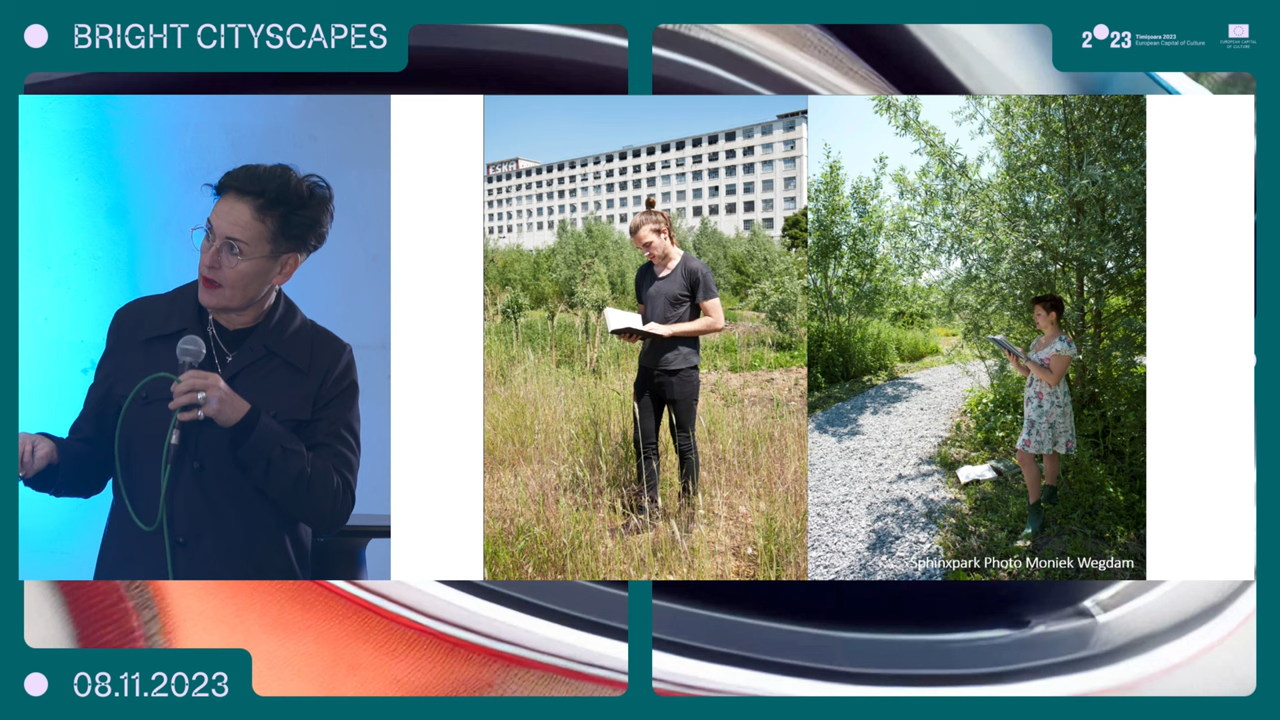 BRIGHT CITYSCAPES
2023
Timișoara 2023
European Capital of Culture
EUROPEAN CAPITAL
OF CULTURE
ESKA
Sphinxpark Photo Moniek Wegdam
08.11.2023